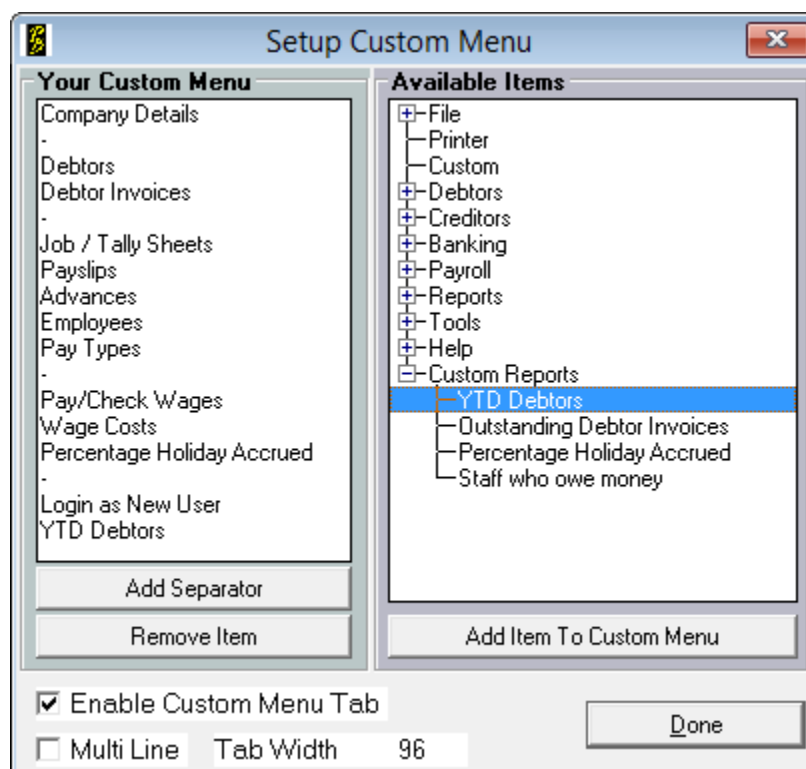 Setup Custom Menu
Your Custom Menu
Company Details
-
Debtors
Debtor Invoices
-
Job / Tally Sheets
Payslips
Advances
Employees
Pay Types
-
Pay/Check Wages
Wage Costs
Percentage Holiday Accrued
-
Login as New User
YTD Debtors
Add Separator
Remove Item
Available Items
File
Printer
Custom
Debtors
Creditors
Banking
Payroll
Reports
Tools
Help
Custom Reports
YTD Debtors
Outstanding Debtor Invoices
Percentage Holiday Accrued
Staff who owe money
Add Item To Custom Menu
Enable Custom Menu Tab
Multi Line Tab Width 96
Done